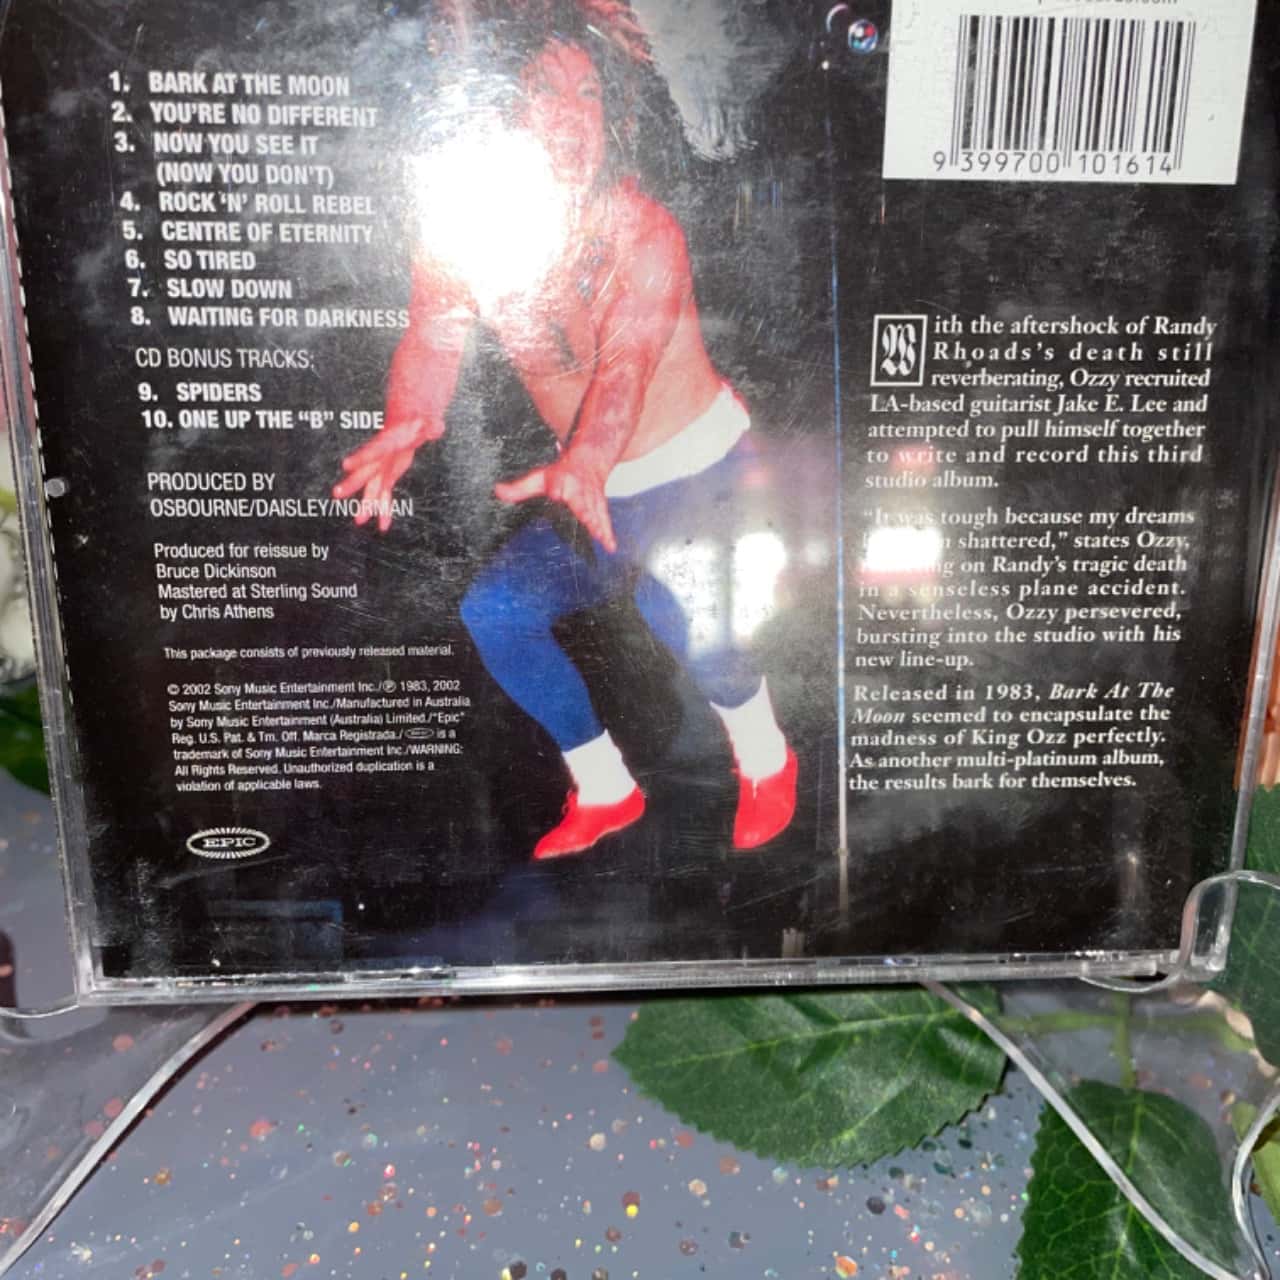 1. BARK AT THE MOON
2. YOU'RE NO DIFFERENT
3. NOW YOU SEE IT
(NOW YOU DON'T)
4. ROCK 'N' ROLL REBEL
5. CENTRE OF ETERNITY
6. SO TIRED
7. SLOW DOWN
8. WAITING FOR DARKNESS
CD BONUS TRACKS:
9. SPIDERS
10. ONE UP THE "B" SIDE
PRODUCED BY
OSBOURNE/DAISLEY/NORMAN
Produced for reissue by
Bruce Dickinson
Mastered at Sterling Sound
by Chris Athens
This package consists of previously released material.
© 2002 Sony Music Entertainment Inc./℗ 1983, 2002
Sony Music Entertainment Inc./Manufactured in Australia
by Sony Music Entertainment (Australia) Limited./"Epic"
Reg. U.S. Pat. & Tm. Off. Marca Registrada./ is a
trademark of Sony Music Entertainment Inc./WARNING:
All Rights Reserved. Unauthorized duplication is a
violation of applicable laws.
EPIC
9 399700 101614
With the aftershock of Randy
Rhoads's death still
reverberating, Ozzy recruited
LA-based guitarist Jake E. Lee and
attempted to pull himself together
to write and record this third
studio album.
"It was tough because my dreams
shattered," states Ozzy,
on Randy's tragic death
in a senseless plane accident.
Nevertheless, Ozzy persevered,
bursting into the studio with his
new line-up.
Released in 1983, Bark At The
Moon seemed to encapsulate the
madness of King Ozz perfectly.
As another multi-platinum album,
the results bark for themselves.